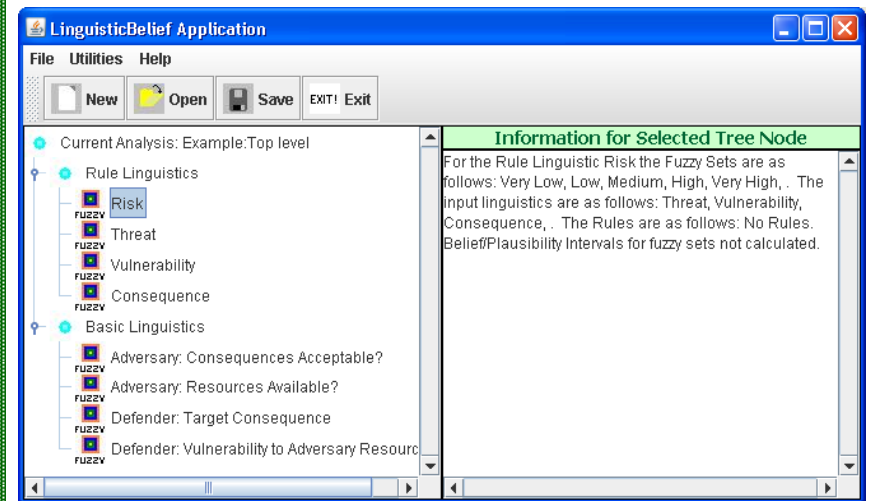 LinguisticBelief Application
File Utilities Help
New Open Save EXIT! Exit
Current Analysis: Example:Top level
Rule Linguistics
FUZZY Risk
FUZZY Threat
FUZZY Vulnerability
FUZZY Consequence
Basic Linguistics
FUZZY Adversary: Consequences Acceptable?
FUZZY Adversary: Resources Available?
FUZZY Defender: Target Consequence
FUZZY Defender: Vulnerability to Adversary Resourc
Information for Selected Tree Node
For the Rule Linguistic Risk the Fuzzy Sets are as
follows: Very Low, Low, Medium, High, Very High, . The
input linguistics are as follows: Threat, Vulnerability,
Consequence, . The Rules are as follows: No Rules.
Belief/Plausibility Intervals for fuzzy sets not calculated.